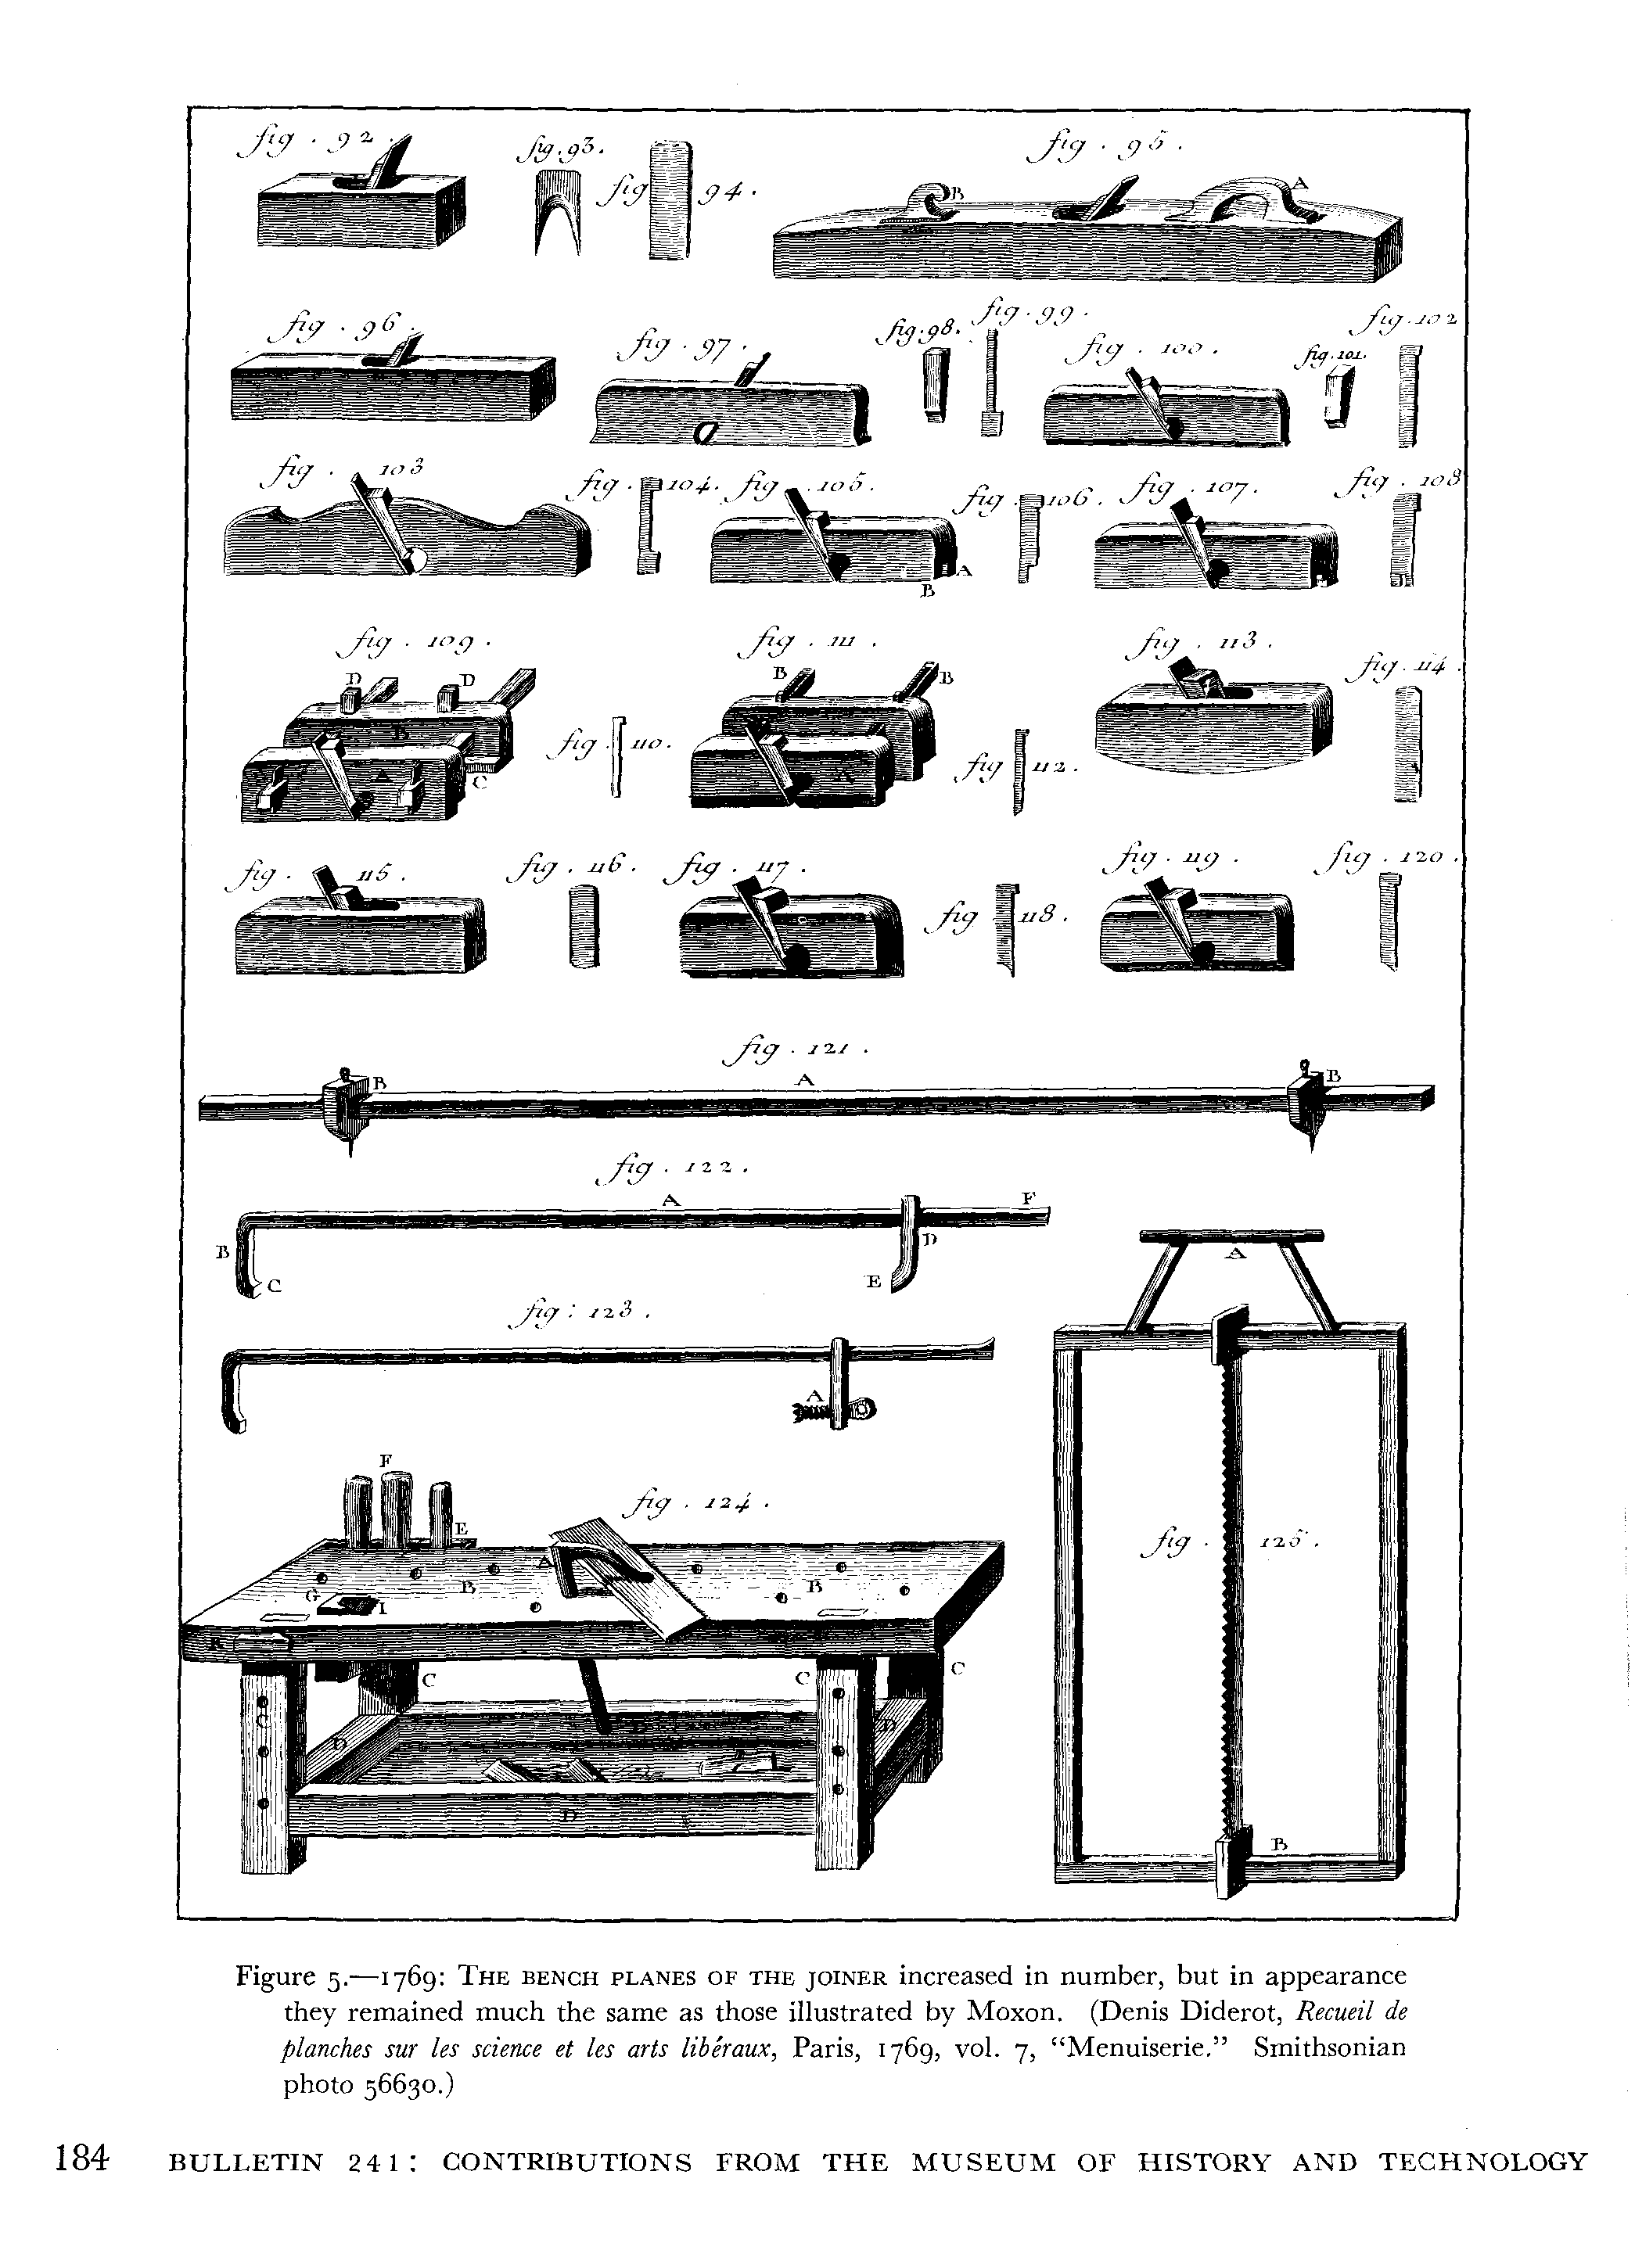 fig . 92 .
fig . 93 .
fig 94 .
fig . 95 .
B
A
fig . 96 .
fig . 97 .
fig . 98 .
fig . 99 .
fig . 100 .
fig . 101 .
fig . 102
fig . 103
fig . 104 .
fig . 105 .
A
B
fig . 106 .
fig . 107 .
fig . 108
fig . 109 .
D
D
B
A
C
fig . 110 .
fig . 111 .
B
B
A
fig . 112 .
fig . 113 .
fig . 114 .
fig . 115 .
fig . 116 .
fig . 117 .
fig . 118 .
fig . 119 .
fig . 120 .
fig . 121 .
B
A
B
fig . 122 .
A
F
B
D
C
E
fig : 123 .
A
A
F
fig . 124 .
E
A
B
B
G
I
C
C
C
C
D
D
D
D
fig . 125 .
B
Figure 5.—1769: THE BENCH PLANES OF THE JOINER increased in number, but in appearance
they remained much the same as those illustrated by Moxon. (Denis Diderot, Recueil de
planches sur les science et les arts libéraux, Paris, 1769, vol. 7, “Menuiserie.” Smithsonian
photo 56630.)
184 BULLETIN 241: CONTRIBUTIONS FROM THE MUSEUM OF HISTORY AND TECHNOLOGY